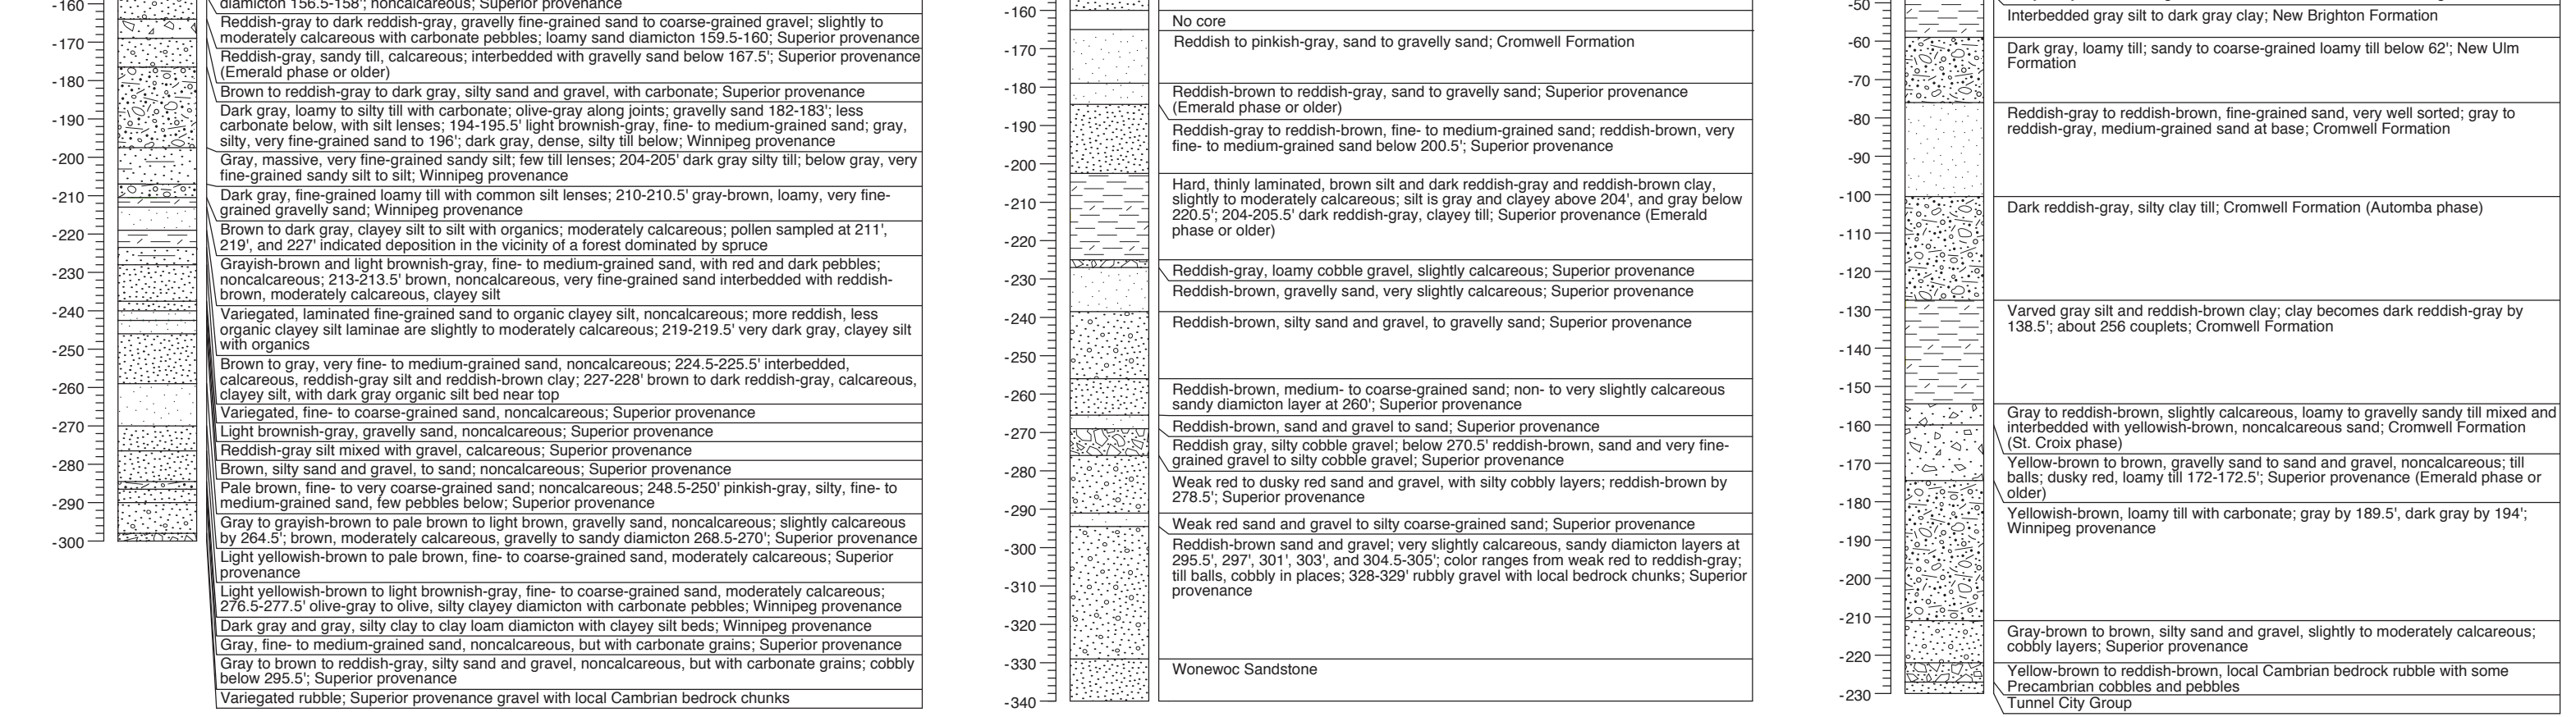 -160
-170
-180
-190
-200
-210
-220
-230
-240
-250
-260
-270
-280
-290
-300
diamicton 156.5-158'; noncalcareous; Superior provenance
Reddish-gray to dark reddish-gray, gravelly fine-grained sand to coarse-grained gravel; slightly to
moderately calcareous with carbonate pebbles; loamy sand diamicton 159.5-160; Superior provenance
Reddish-gray, sandy till, calcareous; interbedded with gravelly sand below 167.5'; Superior provenance
(Emerald phase or older)
Brown to reddish-gray to dark gray, silty sand and gravel, with carbonate; Superior provenance
Dark gray, loamy to silty till with carbonate; olive-gray along joints; gravelly sand 182-183'; less
carbonate below, with silt lenses; 194-195.5' light brownish-gray, fine- to medium-grained sand; gray,
silty, very fine-grained sand to 196'; dark gray, dense, silty till below; Winnipeg provenance
Gray, massive, very fine-grained sandy silt; few till lenses; 204-205' dark gray silty till; below gray, very
fine-grained sandy silt to silt; Winnipeg provenance
Dark gray, fine-grained loamy till with common silt lenses; 210-210.5' gray-brown, loamy, very fine-
grained gravelly sand; Winnipeg provenance
Brown to dark gray, clayey silt to silt with organics; moderately calcareous; pollen sampled at 211',
219', and 227' indicated deposition in the vicinity of a forest dominated by spruce
Grayish-brown and light brownish-gray, fine- to medium-grained sand, with red and dark pebbles;
noncalcareous; 213-213.5' brown, noncalcareous, very fine-grained sand interbedded with reddish-
brown, moderately calcareous, clayey silt
Variegated, laminated fine-grained sand to organic clayey silt, noncalcareous; more reddish, less
organic clayey silt laminae are slightly to moderately calcareous; 219-219.5' very dark gray, clayey silt
with organics
Brown to gray, very fine- to medium-grained sand, noncalcareous; 224.5-225.5' interbedded,
calcareous, reddish-gray silt and reddish-brown clay; 227-228' brown to dark reddish-gray, calcareous,
clayey silt, with dark gray organic silt bed near top
Variegated, fine- to coarse-grained sand, noncalcareous; Superior provenance
Light brownish-gray, gravelly sand, noncalcareous; Superior provenance
Reddish-gray silt mixed with gravel, calcareous; Superior provenance
Brown, silty sand and gravel, to sand; noncalcareous; Superior provenance
Pale brown, fine- to very coarse-grained sand; noncalcareous; 248.5-250' pinkish-gray, silty, fine- to
medium-grained sand, few pebbles below; Superior provenance
Gray to grayish-brown to pale brown to light brown, gravelly sand, noncalcareous; slightly calcareous
by 264.5'; brown, moderately calcareous, gravelly to sandy diamicton 268.5-270'; Superior provenance
Light yellowish-brown to pale brown, fine- to coarse-grained sand, moderately calcareous; Superior
provenance
Light yellowish-brown to light brownish-gray, fine- to coarse-grained sand, moderately calcareous;
276.5-277.5' olive-gray to olive, silty clayey diamicton with carbonate pebbles; Winnipeg provenance
Dark gray and gray, silty clay to clay loam diamicton with clayey silt beds; Winnipeg provenance
Gray, fine- to medium-grained sand, noncalcareous, but with carbonate grains; Superior provenance
Gray to brown to reddish-gray, silty sand and gravel, noncalcareous, but with carbonate grains; cobbly
below 295.5'; Superior provenance
Variegated rubble; Superior provenance gravel with local Cambrian bedrock chunks
-160
-170
-180
-190
-200
-210
-220
-230
-240
-250
-260
-270
-280
-290
-300
-310
-320
-330
-340
No core
Reddish to pinkish-gray, sand to gravelly sand; Cromwell Formation
Reddish-brown to reddish-gray, sand to gravelly sand; Superior provenance
(Emerald phase or older)
Reddish-gray to reddish-brown, fine- to medium-grained sand; reddish-brown, very
fine- to medium-grained sand below 200.5'; Superior provenance
Hard, thinly laminated, brown silt and dark reddish-gray and reddish-brown clay,
slightly to moderately calcareous; silt is gray and clayey above 204', and gray below
220.5'; 204-205.5' dark reddish-gray, clayey till; Superior provenance (Emerald
phase or older)
Reddish-gray, loamy cobble gravel, slightly calcareous; Superior provenance
Reddish-brown, gravelly sand, very slightly calcareous; Superior provenance
Reddish-brown, silty sand and gravel, to gravelly sand; Superior provenance
Reddish-brown, medium- to coarse-grained sand; non- to very slightly calcareous
sandy diamicton layer at 260'; Superior provenance
Reddish-brown, sand and gravel to sand; Superior provenance
Reddish gray, silty cobble gravel; below 270.5' reddish-brown, sand and very fine-
grained gravel to silty cobble gravel; Superior provenance
Weak red to dusky red sand and gravel, with silty cobbly layers; reddish-brown by
278.5'; Superior provenance
Weak red sand and gravel to silty coarse-grained sand; Superior provenance
Reddish-brown sand and gravel; very slightly calcareous, sandy diamicton layers at
295.5', 297', 301', 303', and 304.5-305'; color ranges from weak red to reddish-gray;
till balls, cobbly in places; 328-329' rubbly gravel with local bedrock chunks; Superior
provenance
Wonewoc Sandstone
-50
-60
-70
-80
-90
-100
-110
-120
-130
-140
-150
-160
-170
-180
-190
-200
-210
-220
-230
Interbedded gray silt to dark gray clay; New Brighton Formation
Dark gray, loamy till; sandy to coarse-grained loamy till below 62'; New Ulm
Formation
Reddish-gray to reddish-brown, fine-grained sand, very well sorted; gray to
reddish-gray, medium-grained sand at base; Cromwell Formation
Dark reddish-gray, silty clay till; Cromwell Formation (Automba phase)
Varved gray silt and reddish-brown clay; clay becomes dark reddish-gray by
138.5'; about 256 couplets; Cromwell Formation
Gray to reddish-brown, slightly calcareous, loamy to gravelly sandy till mixed and
interbedded with yellowish-brown, noncalcareous sand; Cromwell Formation
(St. Croix phase)
Yellow-brown to brown, gravelly sand to sand and gravel, noncalcareous; till
balls; dusky red, loamy till 172-172.5'; Superior provenance (Emerald phase or
older)
Yellowish-brown, loamy till with carbonate; gray by 189.5', dark gray by 194';
Winnipeg provenance
Gray-brown to brown, silty sand and gravel, slightly to moderately calcareous;
cobbly layers; Superior provenance
Yellow-brown to reddish-brown, local Cambrian bedrock rubble with some
Precambrian cobbles and pebbles
Tunnel City Group